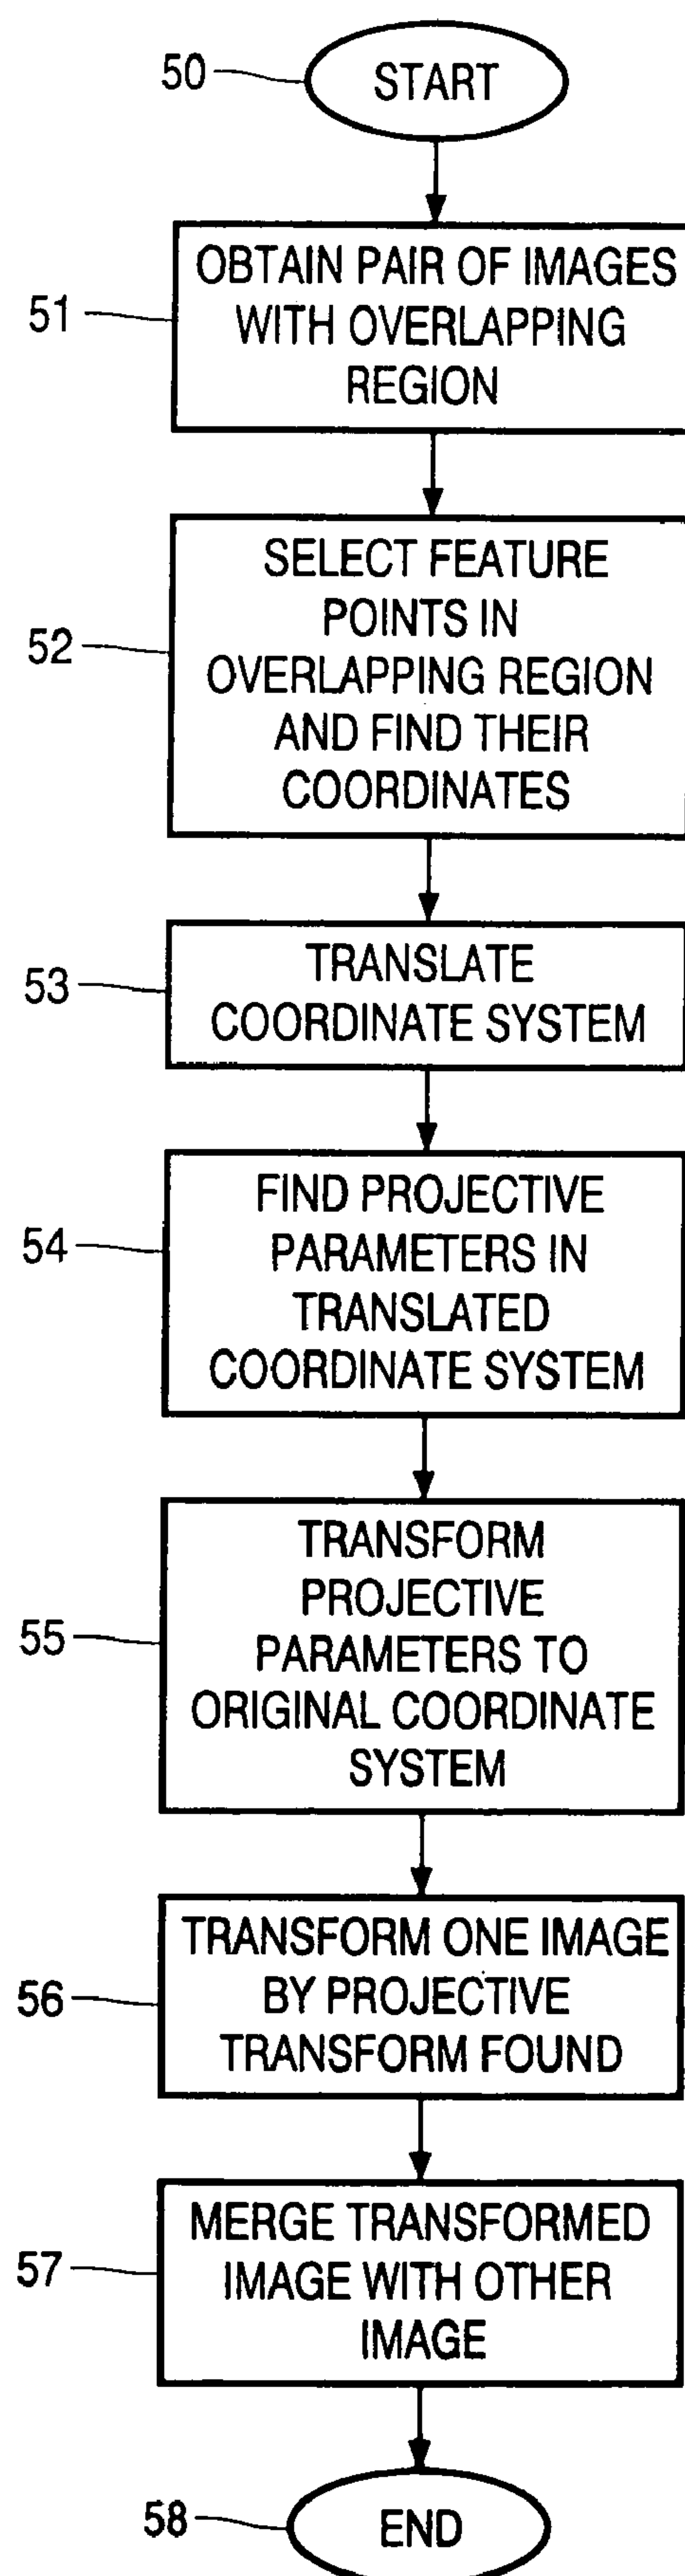 50
START
51
OBTAIN PAIR OF IMAGES
WITH OVERLAPPING
REGION
52
SELECT FEATURE
POINTS IN
OVERLAPPING REGION
AND FIND THEIR
COORDINATES
53
TRANSLATE
COORDINATE SYSTEM
54
FIND PROJECTIVE
PARAMETERS IN
TRANSLATED
COORDINATE SYSTEM
55
TRANSFORM
PROJECTIVE
PARAMETERS TO
ORIGINAL COORDINATE
SYSTEM
56
TRANSFORM ONE IMAGE
BY PROJECTIVE
TRANSFORM FOUND
57
MERGE TRANSFORMED
IMAGE WITH OTHER
IMAGE
58
END